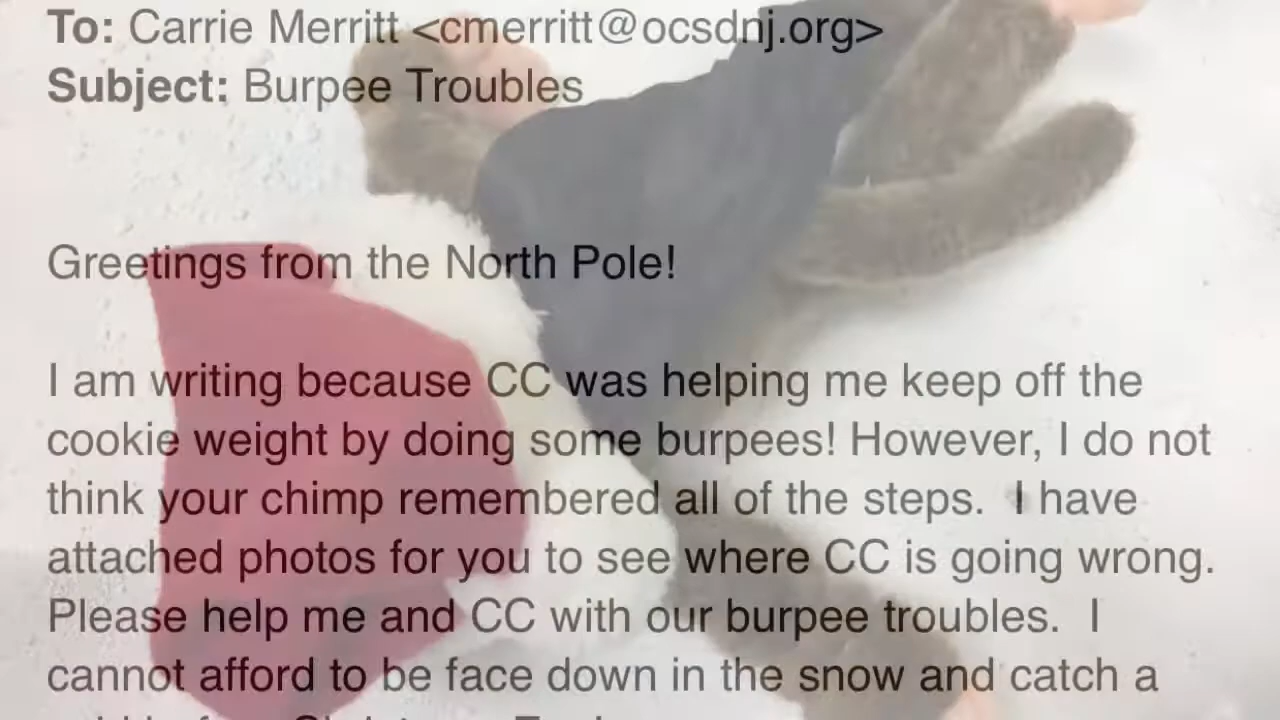 To: Carrie Merritt <cmerritt@ocsdnj.org>
Subject: Burpee Troubles
Greetings from the North Pole!
I am writing because CC was helping me keep off the
cookie weight by doing some burpees! However, I do not
think your chimp remembered all of the steps.  I have
attached photos for you to see where CC is going wrong.
Please help me and CC with our burpee troubles.  I
cannot afford to be face down in the snow and catch a